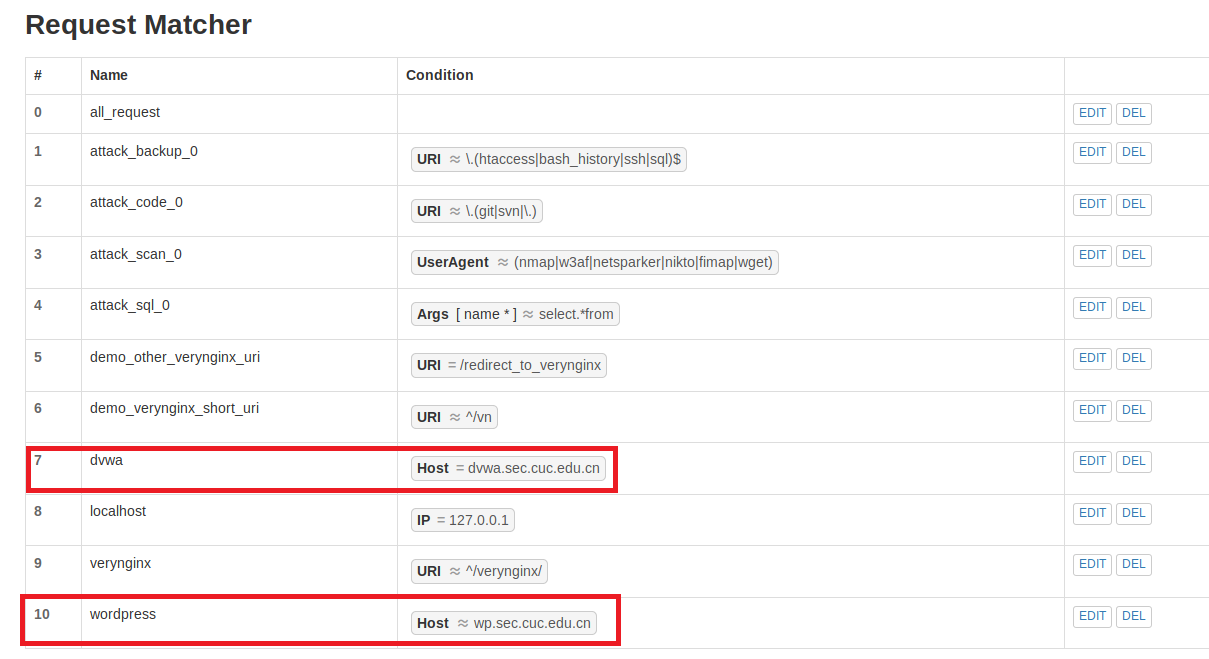 Request Matcher
# Name Condition
0 all_request EDIT DEL
1 attack_backup_0 URI ≈ \.(htaccess|bash_history|ssh|sql)$ EDIT DEL
2 attack_code_0 URI ≈ \.(git|svn|\.) EDIT DEL
3 attack_scan_0 UserAgent ≈ (nmap|w3af|netsparker|nikto|fimap|wget) EDIT DEL
4 attack_sql_0 Args [ name * ] ≈ select.*from EDIT DEL
5 demo_other_verynginx_uri URI = /redirect_to_verynginx EDIT DEL
6 demo_verynginx_short_uri URI ≈ ^/vn EDIT DEL
7 dvwa Host = dvwa.sec.cuc.edu.cn EDIT DEL
8 localhost IP = 127.0.0.1 EDIT DEL
9 verynginx URI ≈ ^/verynginx/ EDIT DEL
10 wordpress Host ≈ wp.sec.cuc.edu.cn EDIT DEL